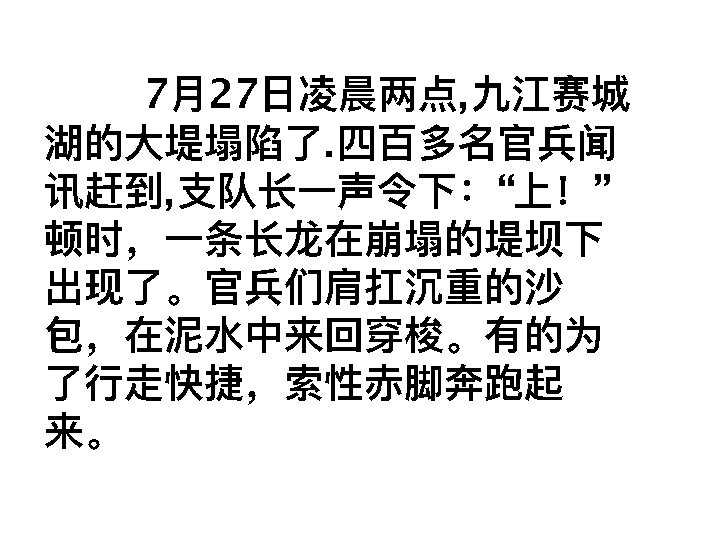 7月27日凌晨两点,九江赛城
湖的大堤塌陷了.四百多名官兵闻
讯赶到,支队长一声令下：“上！”
顿时，一条长龙在崩塌的堤坝下
出现了。官兵们肩扛沉重的沙
包，在泥水中来回穿梭。有的为
了行走快捷，索性赤脚奔跑起
来。